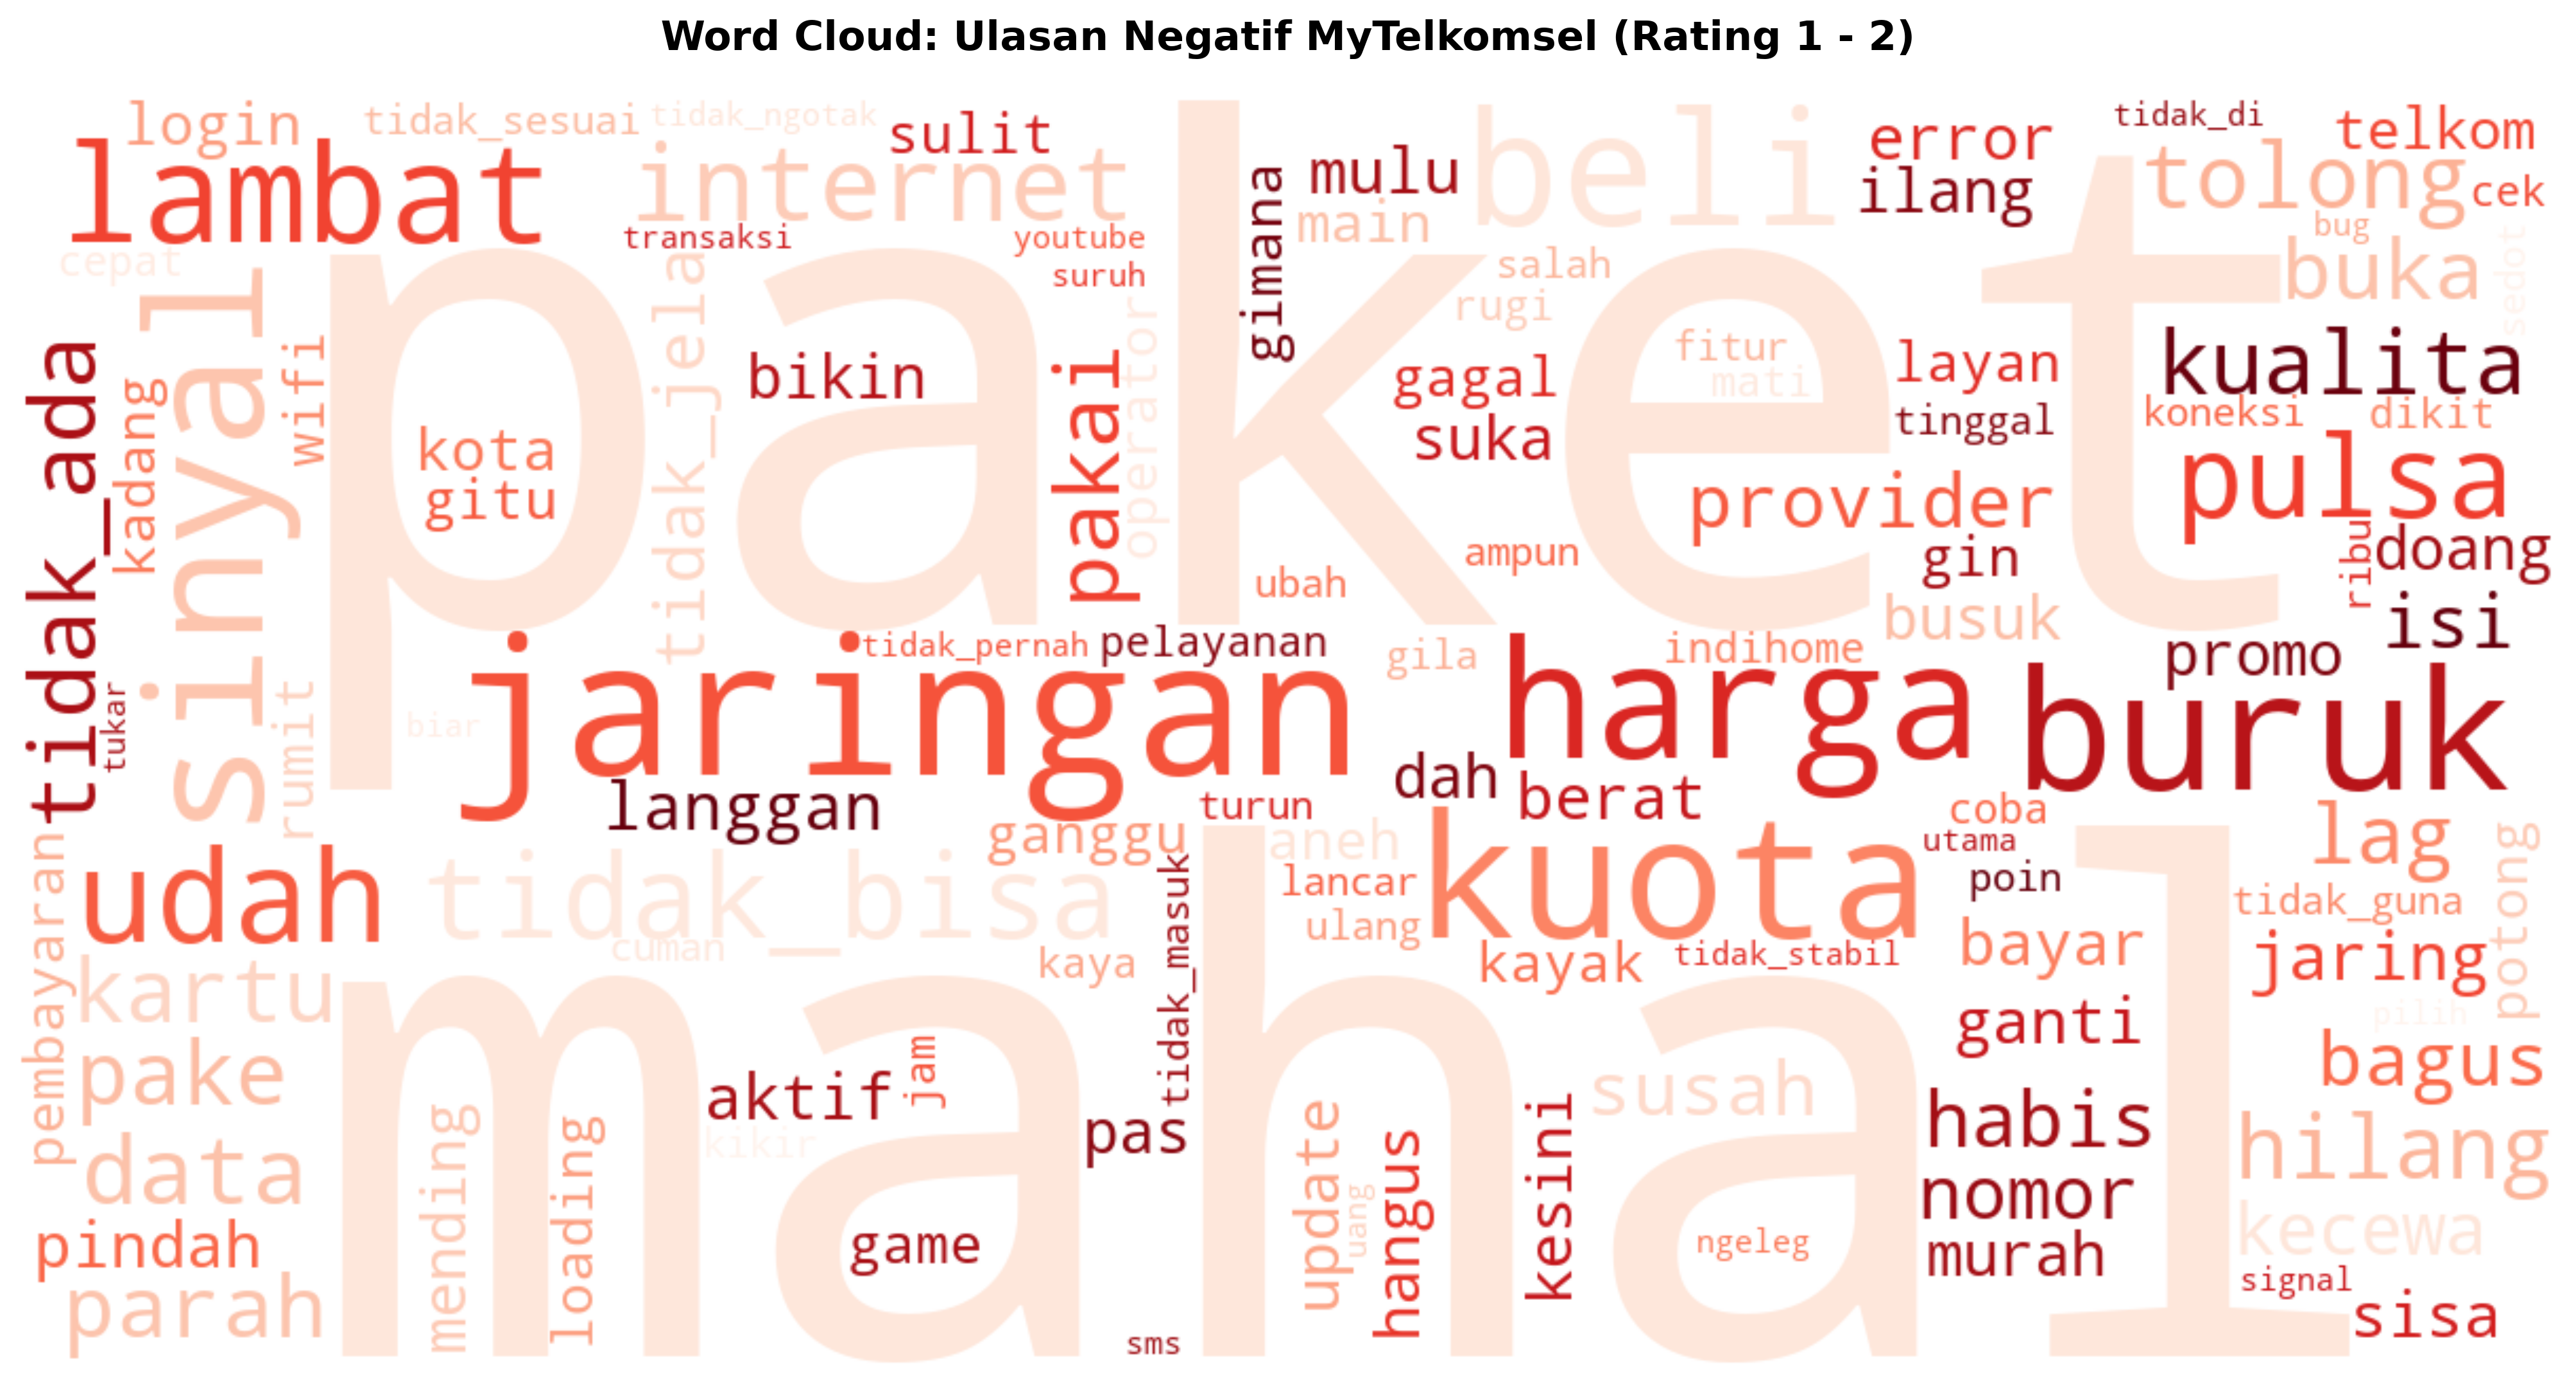 Word Cloud: Ulasan Negatif MyTelkomsel (Rating 1 - 2)
login
tidak_sesuai
tidak_ngotak
sulit
lambat
internet
transaksi
youtube
suruh
cepat
mulu
main
gimana
beli
error
ilang
tidak_di
telkom
tolong
cek
bug
buka
sedot
salah
rugi
paket
sinyal
wifi
kadang
tidak_ada
tidak_jela
bikin
pakai
operator
kota
gitu
gagal
suka
fitur
mati
layan
tinggal
kualita
koneksi
dikit
pulsa
provider
gin
ribu
doang
isi
ampun
ubah
busuk
indihome
gila
promo
tidak_pernah
pelayanan
jaringan
harga
buruk
tukar
rumit
biar
langgan
turun
dah
berat
coba
utama
poin
lag
potong
ganggu
aneh
lancar
ulang
kuota
udah
tidak_bisa
cuman
kaya
tidak_masuk
kayak
tidak_stabil
bayar
tidak_guna
jaring
pembayaran
kartu
pake
data
pindah
parah
mahal
mending
loading
aktif
jam
kikir
pas
game
sms
update
uang
hangus
kesini
susah
ngeleg
ganti
pilih
bagus
habis
nomor
murah
hilang
kecewa
signal
sisa